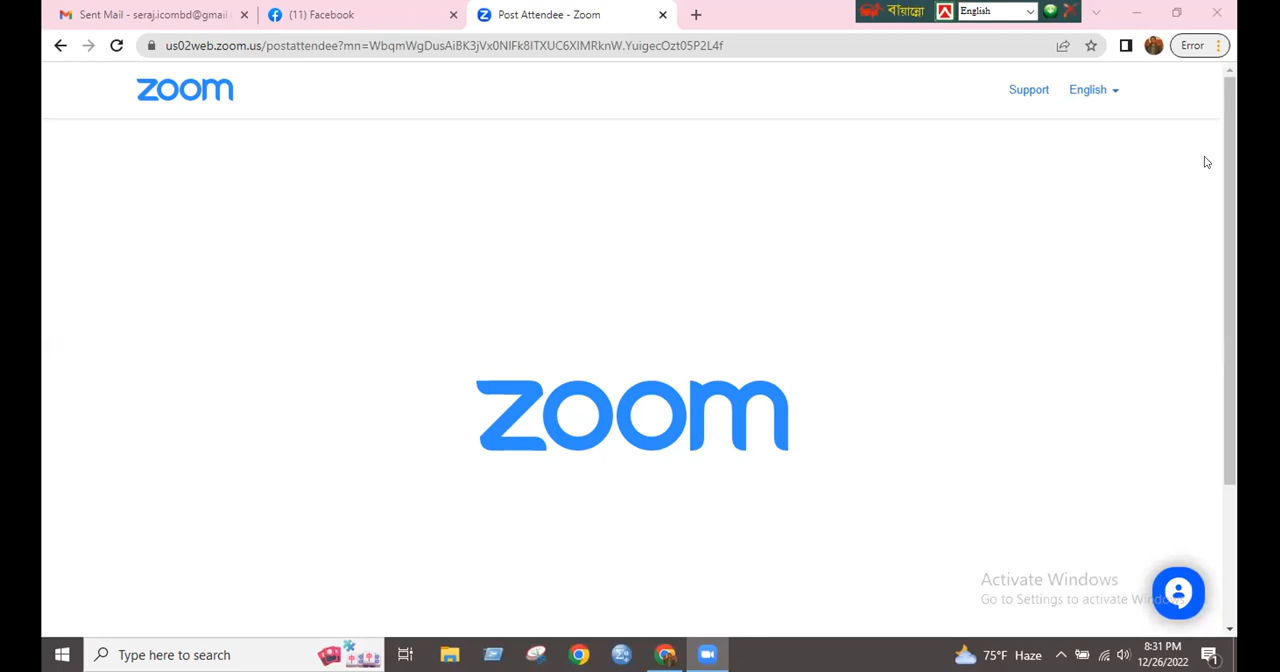 Sent Mail - seraj.icombd@gmail
(11) Facebook
Post Attendee - Zoom
বাঁয়ান্নো
English
us02web.zoom.us/postattendee?mn=WbqmWgDusAiBK3jVx0NIFk8ITXUC6XIMRknW.YuigecOzt05P2L4f
Error
zoom
Support
English
zoom
Activate Windows
Go to Settings to activate Windows.
Type here to search
75°F Haze
8:31 PM
12/26/2022